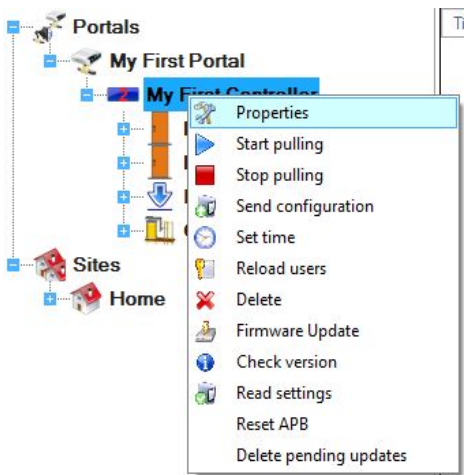 Portals
My First Portal
2 My First Controller
Properties
Start pulling
Stop pulling
Send configuration
Set time
Reload users
Delete
Firmware Update
Check version
Read settings
Reset APB
Delete pending updates
Sites
Home